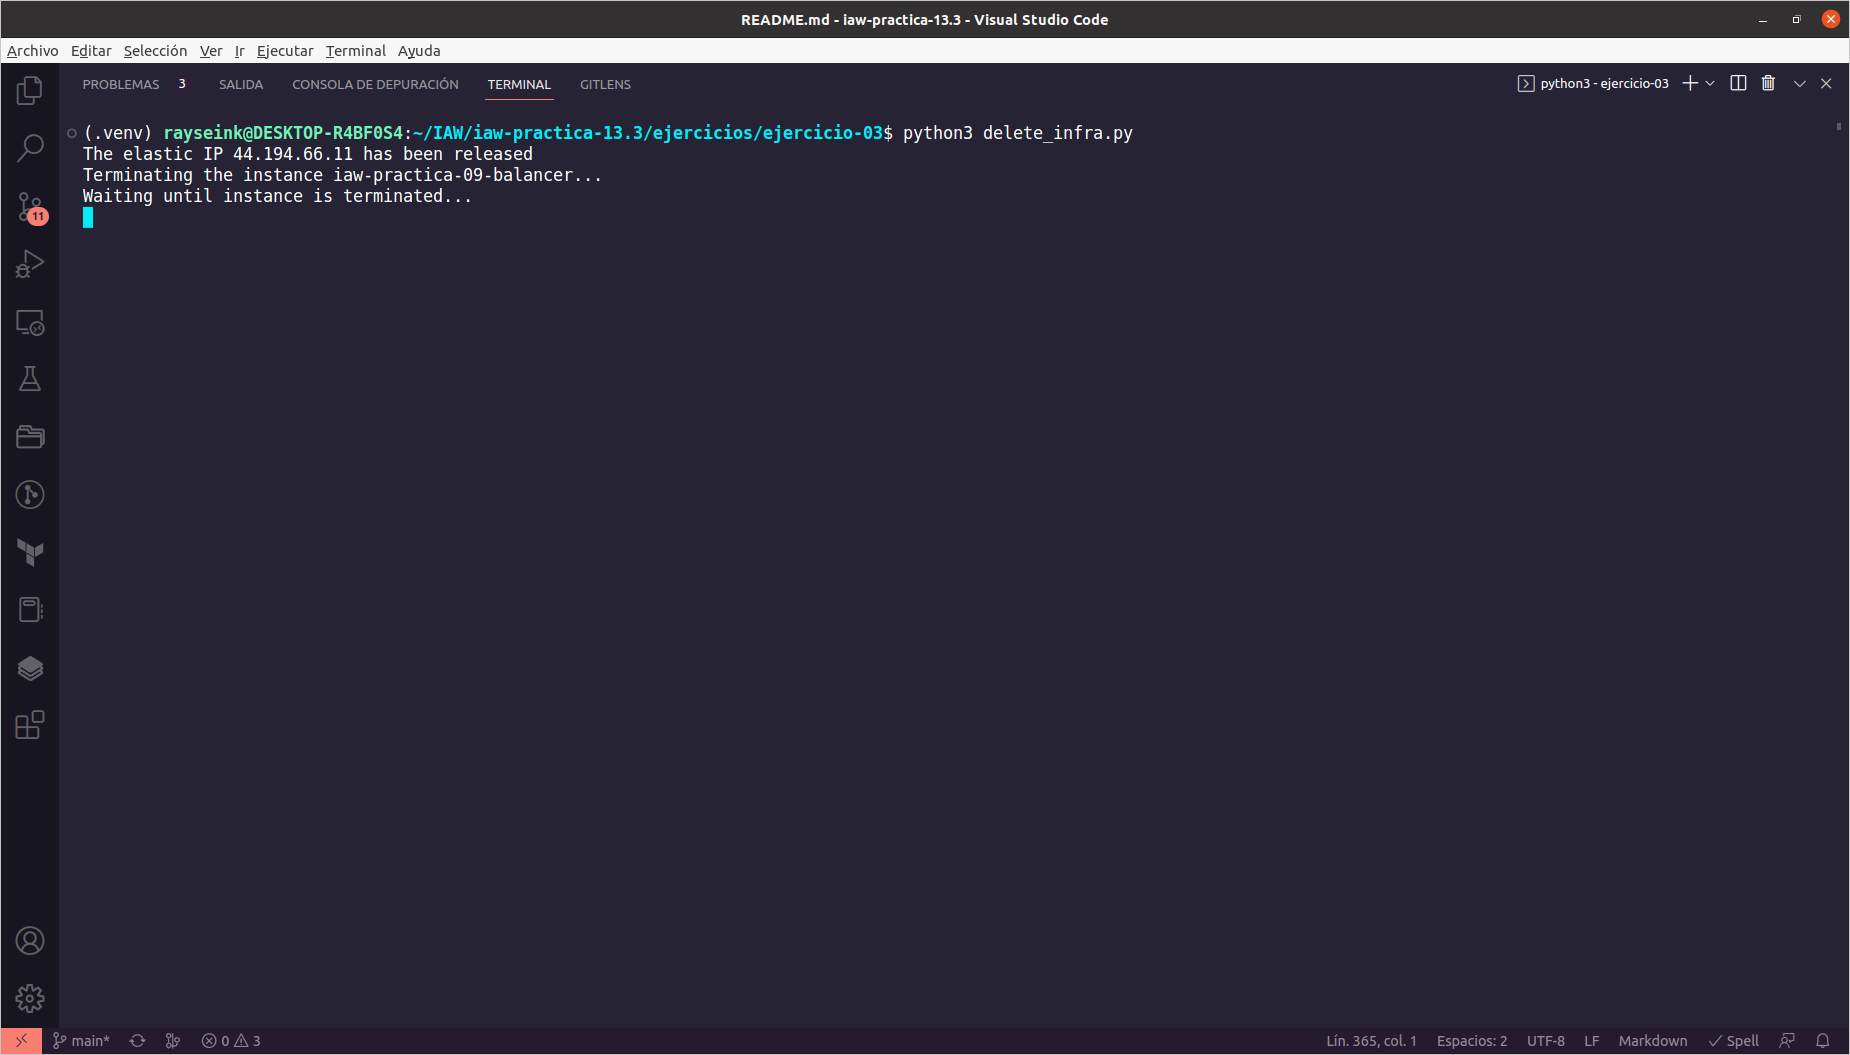 README.md - iaw-practica-13.3 - Visual Studio Code
Archivo Editar Selección Ver Ir Ejecutar Terminal Ayuda
PROBLEMAS 3 SALIDA CONSOLA DE DEPURACIÓN TERMINAL GITLENS python3 - ejercicio-03
(.venv) rayseink@DESKTOP-R4BF0S4:~/IAW/iaw-practica-13.3/ejercicios/ejercicio-03$ python3 delete_infra.py
The elastic IP 44.194.66.11 has been released
Terminating the instance iaw-practica-09-balancer...
Waiting until instance is terminated...
11
main* 0 3 Lín. 365, col. 1 Espacios: 2 UTF-8 LF Markdown Spell